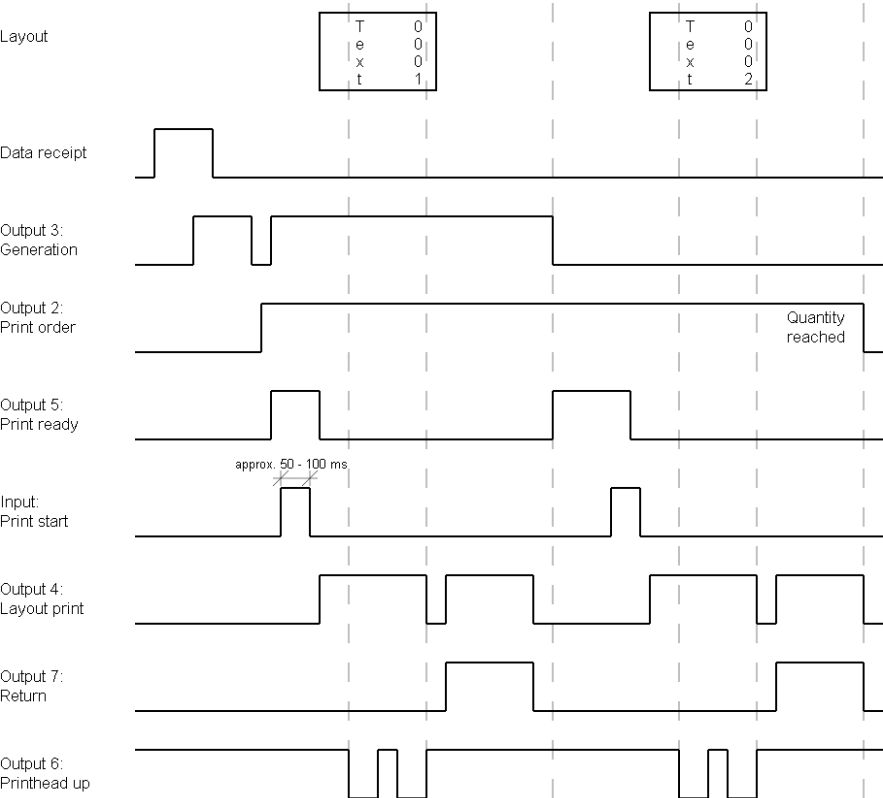 Layout
T 0
e 0
x 0
t 1
T 0
e 0
x 0
t 2
Data receipt
Output 3:
Generation
Output 2:
Print order
Quantity
reached
Output 5:
Print ready
approx. 50 - 100 ms
Input:
Print start
Output 4:
Layout print
Output 7:
Return
Output 6:
Printhead up